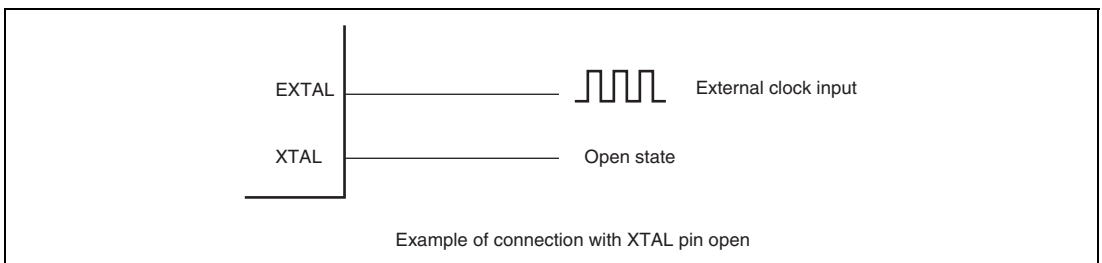 EXTAL External clock input
XTAL Open state
Example of connection with XTAL pin open